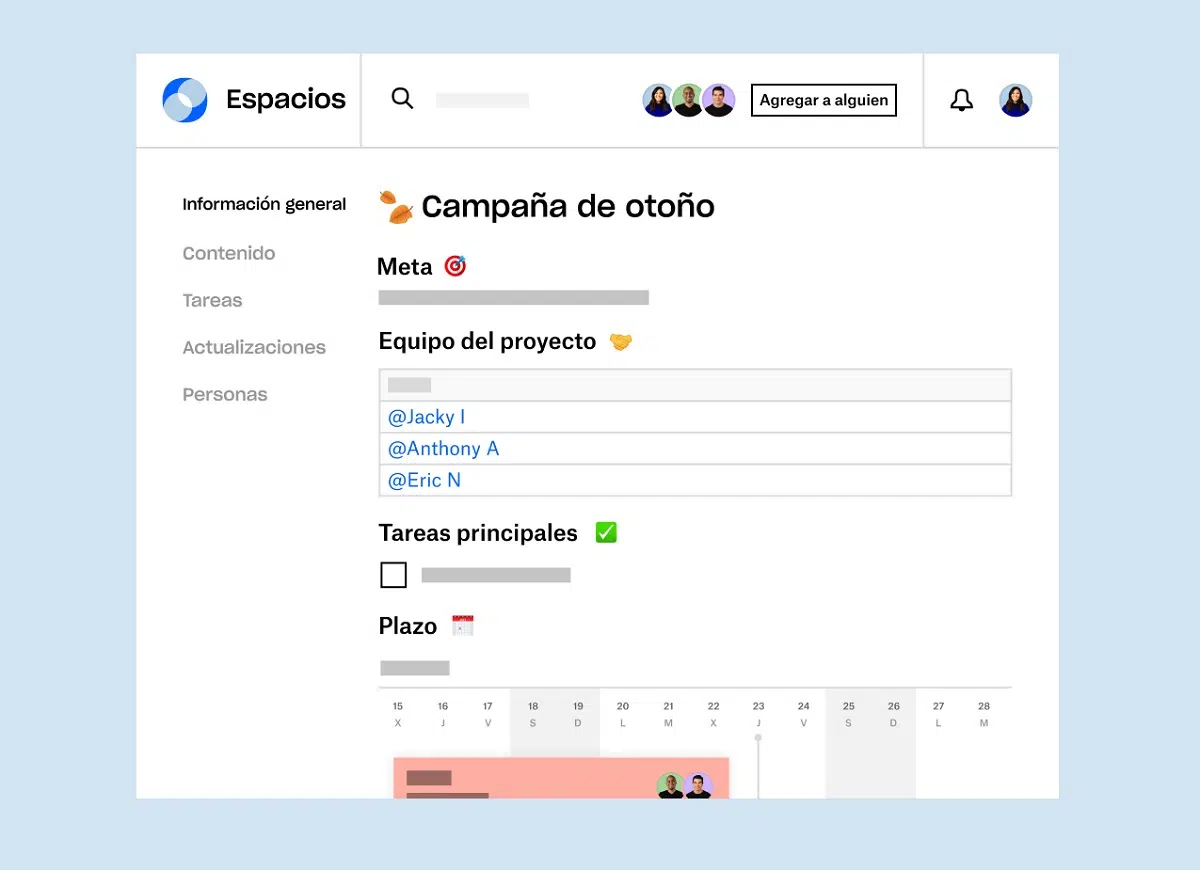 Espacios
Agregar a alguien
Información general
Contenido
Tareas
Actualizaciones
Personas
Campaña de otoño
Meta
Equipo del proyecto
@Jacky I
@Anthony A
@Eric N
Tareas principales
Plazo
15 16 17 18 19 20 21 22 23 24 25 26 27 28
X J V S D L M X J V S D L M